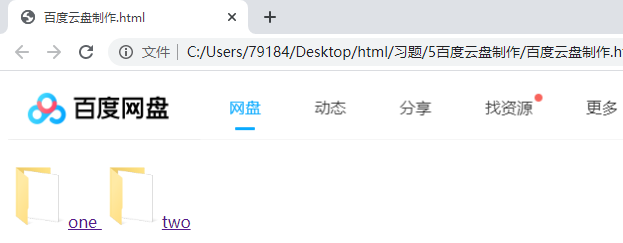 百度云盘制作.html
文件 C:/Users/79184/Desktop/html/习题/5百度云盘制作/百度云盘制作.h
百度网盘 网盘 动态 分享 找资源 更多
one two